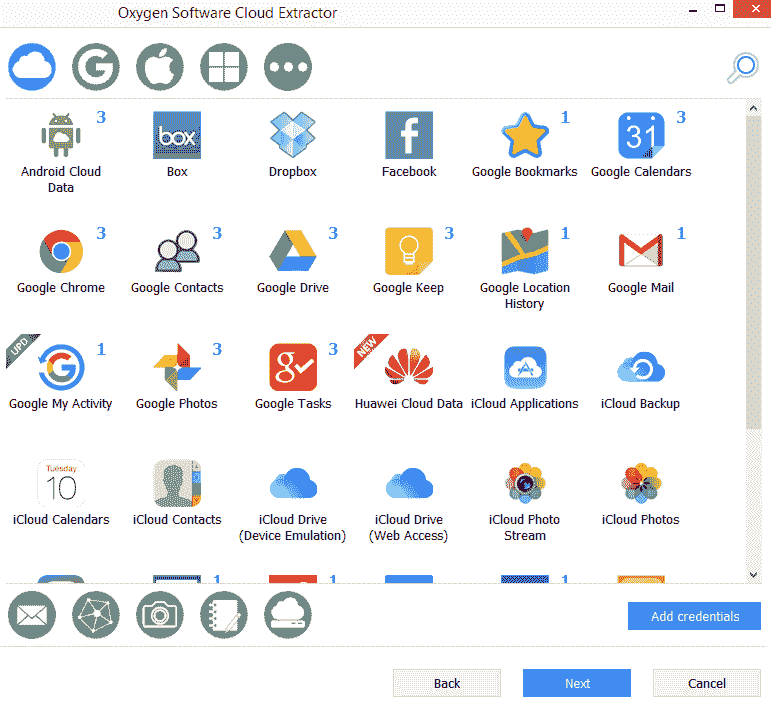 Oxygen Software Cloud Extractor
3
box
f
1
31
3
Android Cloud
Data
Box
Dropbox
Facebook
Google Bookmarks
Google Calendars
3
3
3
3
1
1
Google Chrome
Google Contacts
Google Drive
Google Keep
Google Location
History
Google Mail
UPD
1
3
3
NEW
Google My Activity
Google Photos
Google Tasks
Huawei Cloud Data
iCloud Applications
iCloud Backup
Tuesday
10
iCloud Calendars
iCloud Contacts
iCloud Drive
(Device Emulation)
iCloud Drive
(Web Access)
iCloud Photo
Stream
iCloud Photos
1
1
1
Add credentials
Back
Next
Cancel